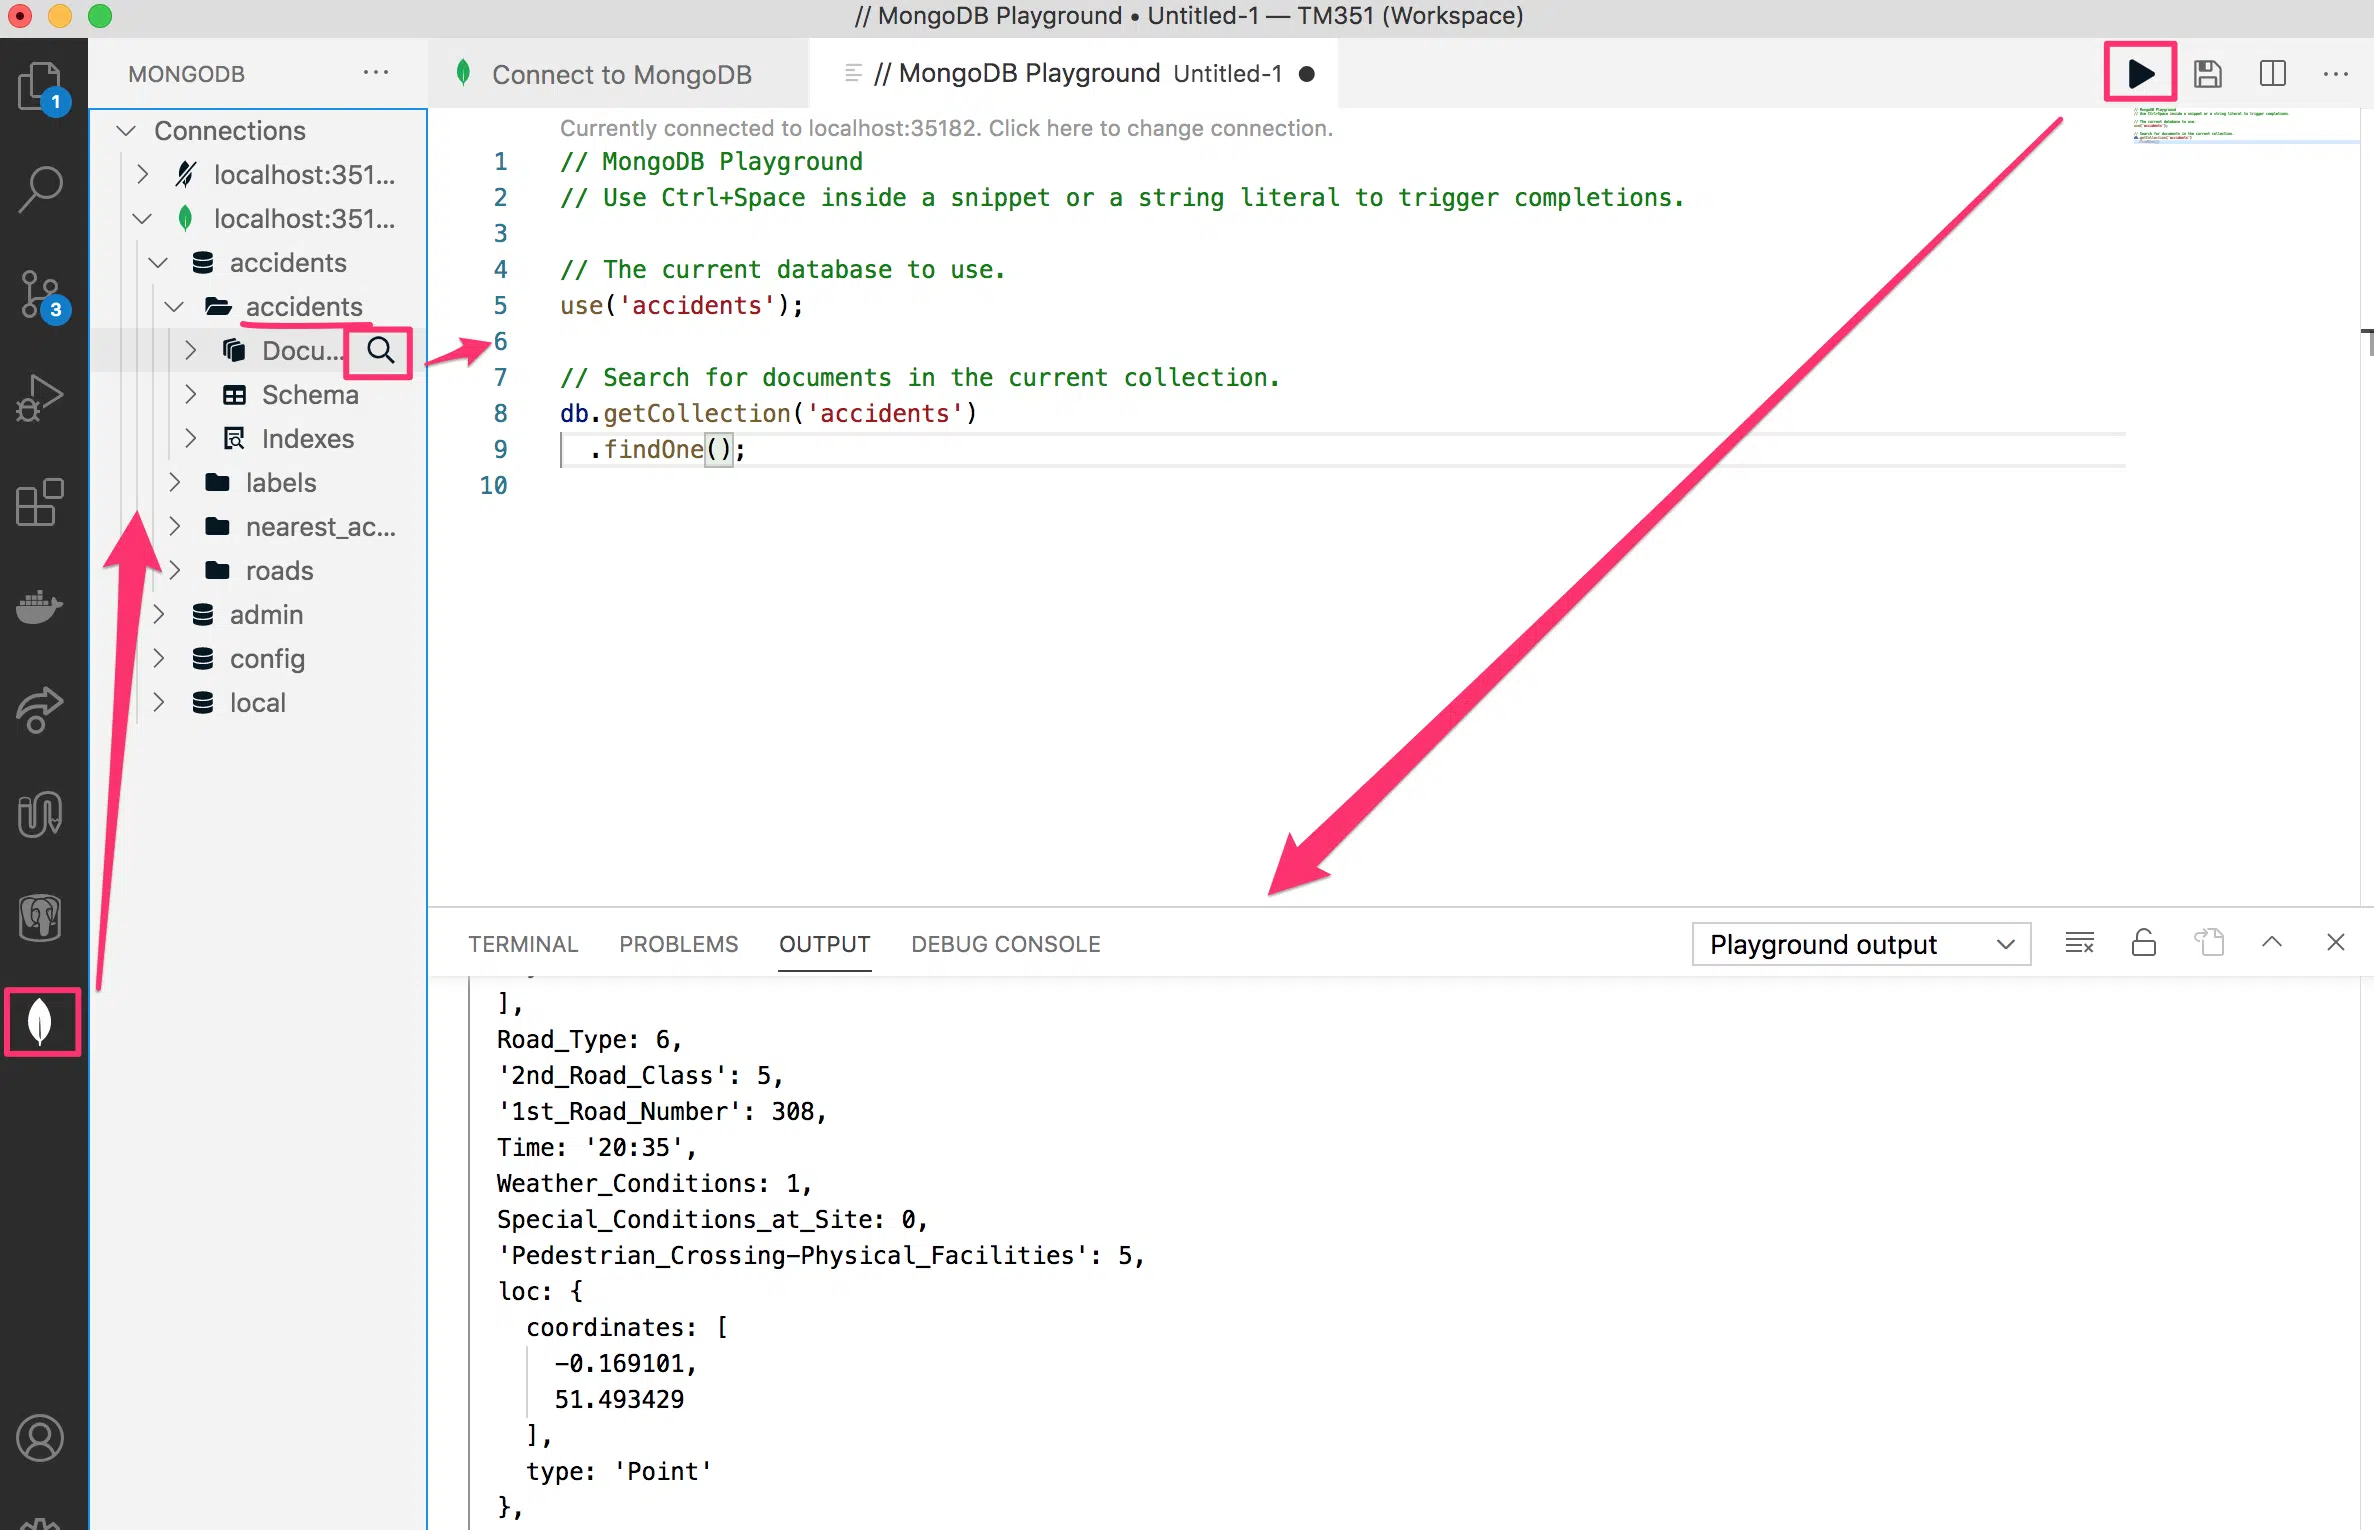 // MongoDB Playground • Untitled-1 — TM351 (Workspace)
1
3
MONGODB
Connections
localhost:351...
localhost:351...
accidents
accidents
Docu...
Schema
Indexes
labels
nearest_ac...
roads
admin
config
local
Connect to MongoDB
// MongoDB Playground Untitled-1 ●
Currently connected to localhost:35182. Click here to change connection.
1 // MongoDB Playground
2 // Use Ctrl+Space inside a snippet or a string literal to trigger completions.
3
4 // The current database to use.
5 use('accidents');
6
7 // Search for documents in the current collection.
8 db.getCollection('accidents')
9 .findOne();
10
TERMINAL PROBLEMS OUTPUT DEBUG CONSOLE Playground output
],
Road_Type: 6,
'2nd_Road_Class': 5,
'1st_Road_Number': 308,
Time: '20:35',
Weather_Conditions: 1,
Special_Conditions_at_Site: 0,
'Pedestrian_Crossing-Physical_Facilities': 5,
loc: {
coordinates: [
-0.169101,
51.493429
],
type: 'Point'
},